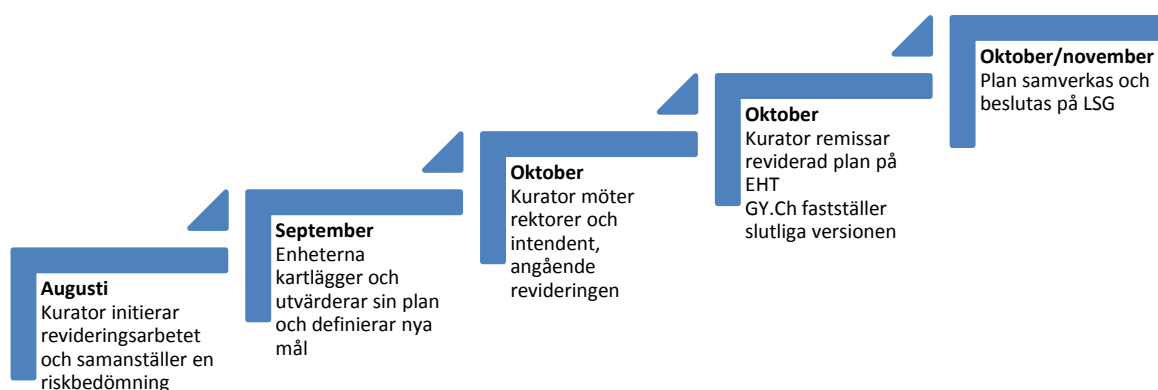 Augusti
Kurator initierar
revideringsarbetet
och samanställer en
riskbedömning
September
Enheterna
kartlägger och
utvärderar sin plan
och definierar nya
mål
Oktober
Kurator möter
rektorer och
intendent,
angående
revideringen
Oktober
Kurator remissar
reviderad plan på
EHT
GY.Ch fastställer
slutliga versionen
Oktober/november
Plan samverkas och
beslutas på LSG